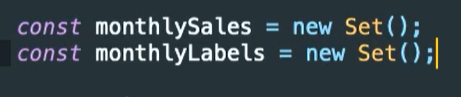 const monthlySales = new Set();
const monthlyLabels = new Set();